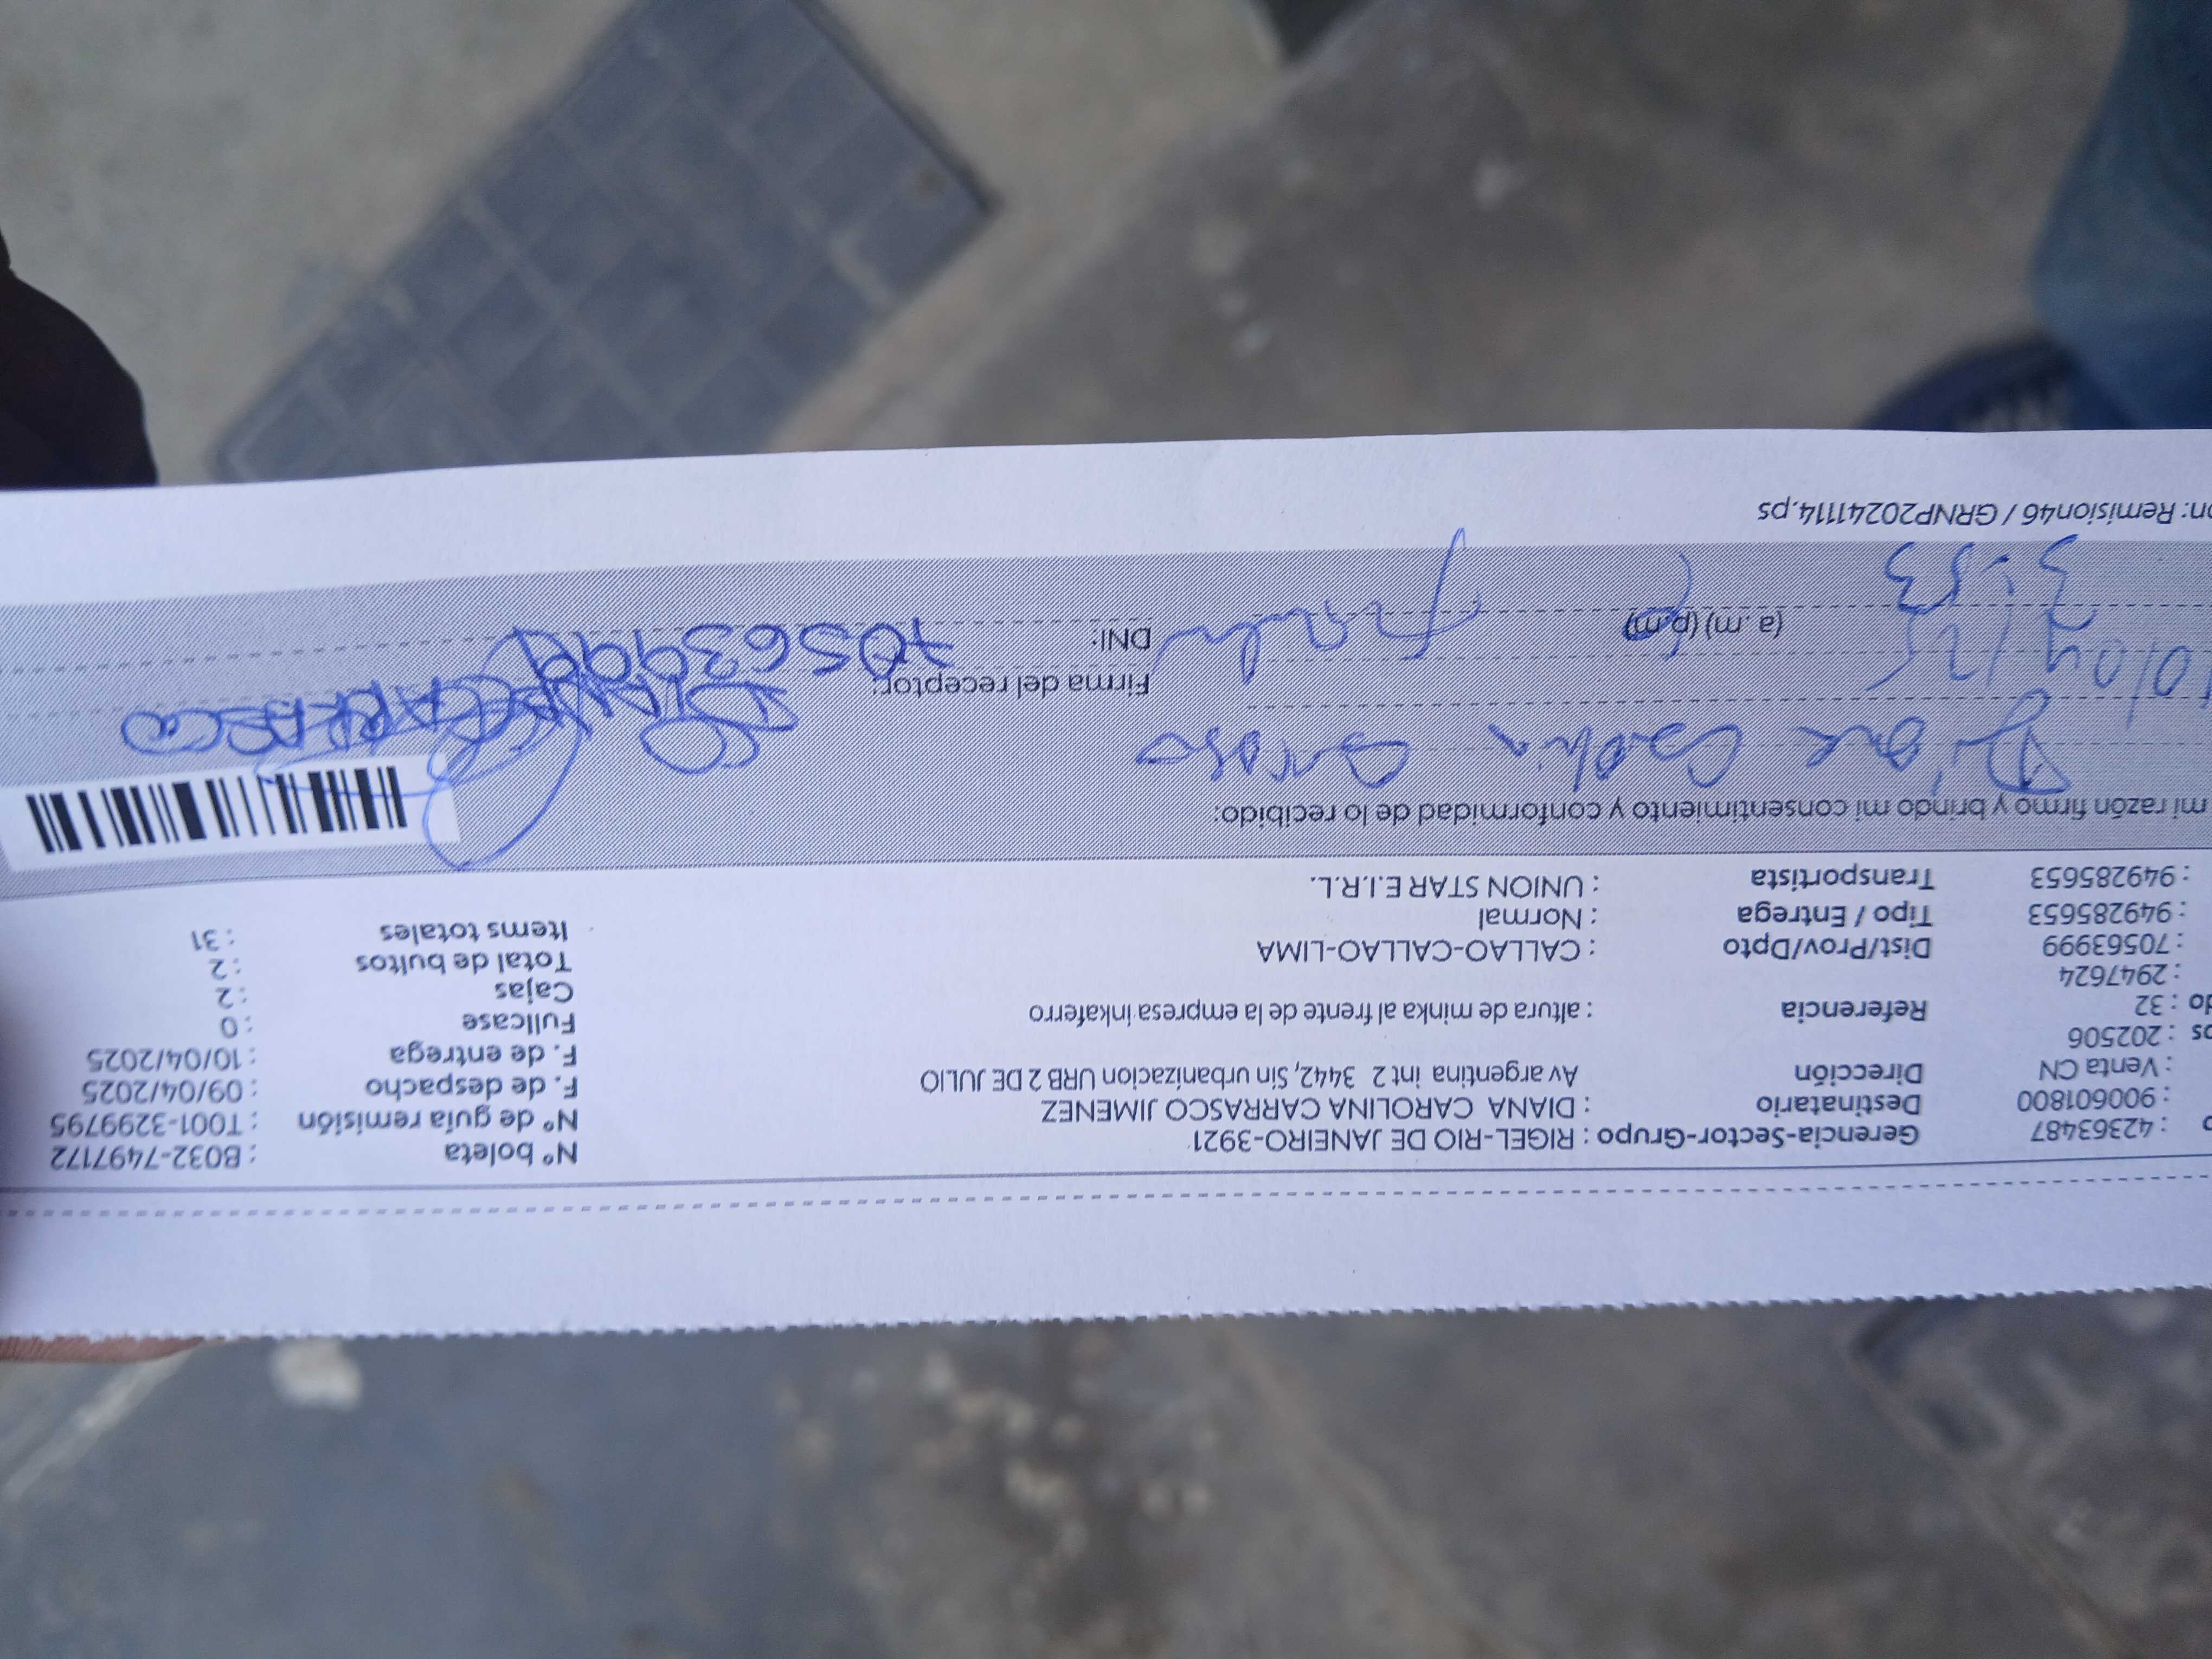 : 42363487 Gerencia-Sector-Grupo : RIGEL-RIO DE JANEIRO-3921 N° boleta : B032-7497172
: 900601800 Destinatario : DIANA CAROLINA CARRASCO JIMENEZ N° de guía remisión : T001-3299795
: Venta CN Dirección Av argentina int 2 3442, Sin urbanizacion URB 2 DE JULIO F. de despacho : 09/04/2025
os : 202506 F. de entrega : 10/04/2025
do : 32 Referencia : altura de minka al frente de la empresa inkaferro Fullcase : 0
: 2947624 Cajas : 2
: 70563999 Dist/Prov/Dpto : CALLAO-CALLAO-LIMA Total de bultos : 2
: 949285653 Tipo / Entrega : Normal Items totales : 31
: 949285653 Transportista : UNION STAR E.I.R.L.
mi razón firmo y brindo mi consentimiento y conformidad de lo recibido:
DIANA CARRASCO
10/04/25 Firma del receptor:
3:53 (a. m) (p.m) DNI: 70563999
on: Remision46 / GRNP20241114.ps